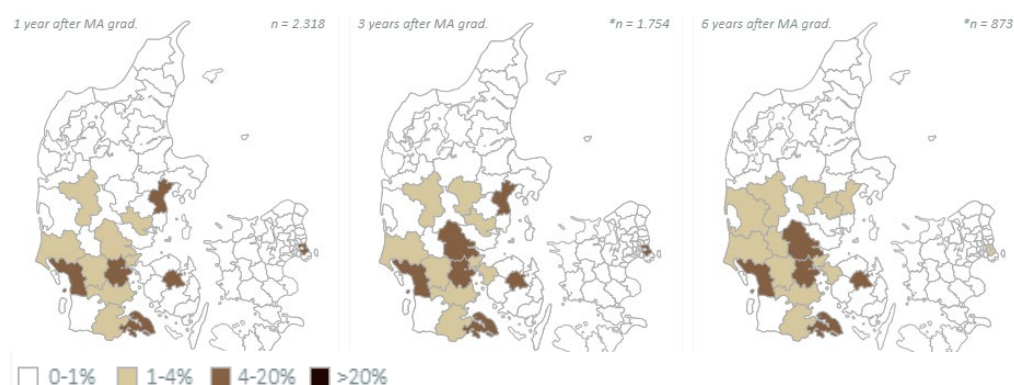 1 year after MA grad. n = 2.318
3 years after MA grad. *n = 1.754
6 years after MA grad. *n = 873
0-1% 1-4% 4-20% >20%